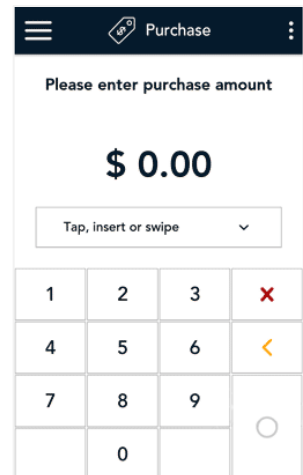 Purchase
Please enter purchase amount
$ 0.00
Tap, insert or swipe
1 2 3
4 5 6
7 8 9
0